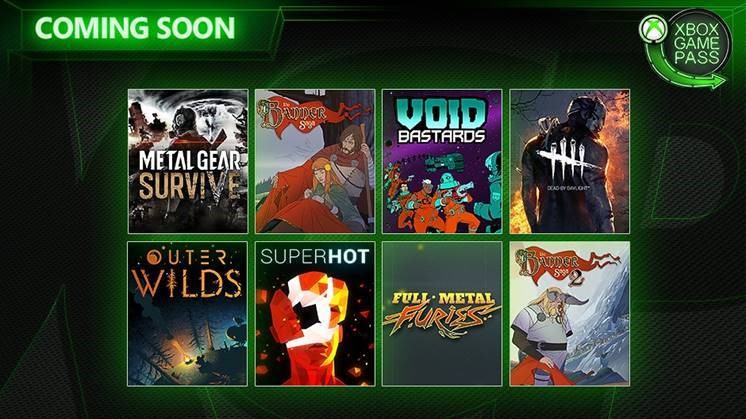 COMING SOON
XBOX
GAME
PASS
METAL GEAR
SURVIVE
the
Banner
Saga
VOID
BASTARDS
DEAD BY DAYLIGHT™
OUTER
WILDS
SUPERHOT
FULL·METAL
FURIES
the
Banner
Saga
2